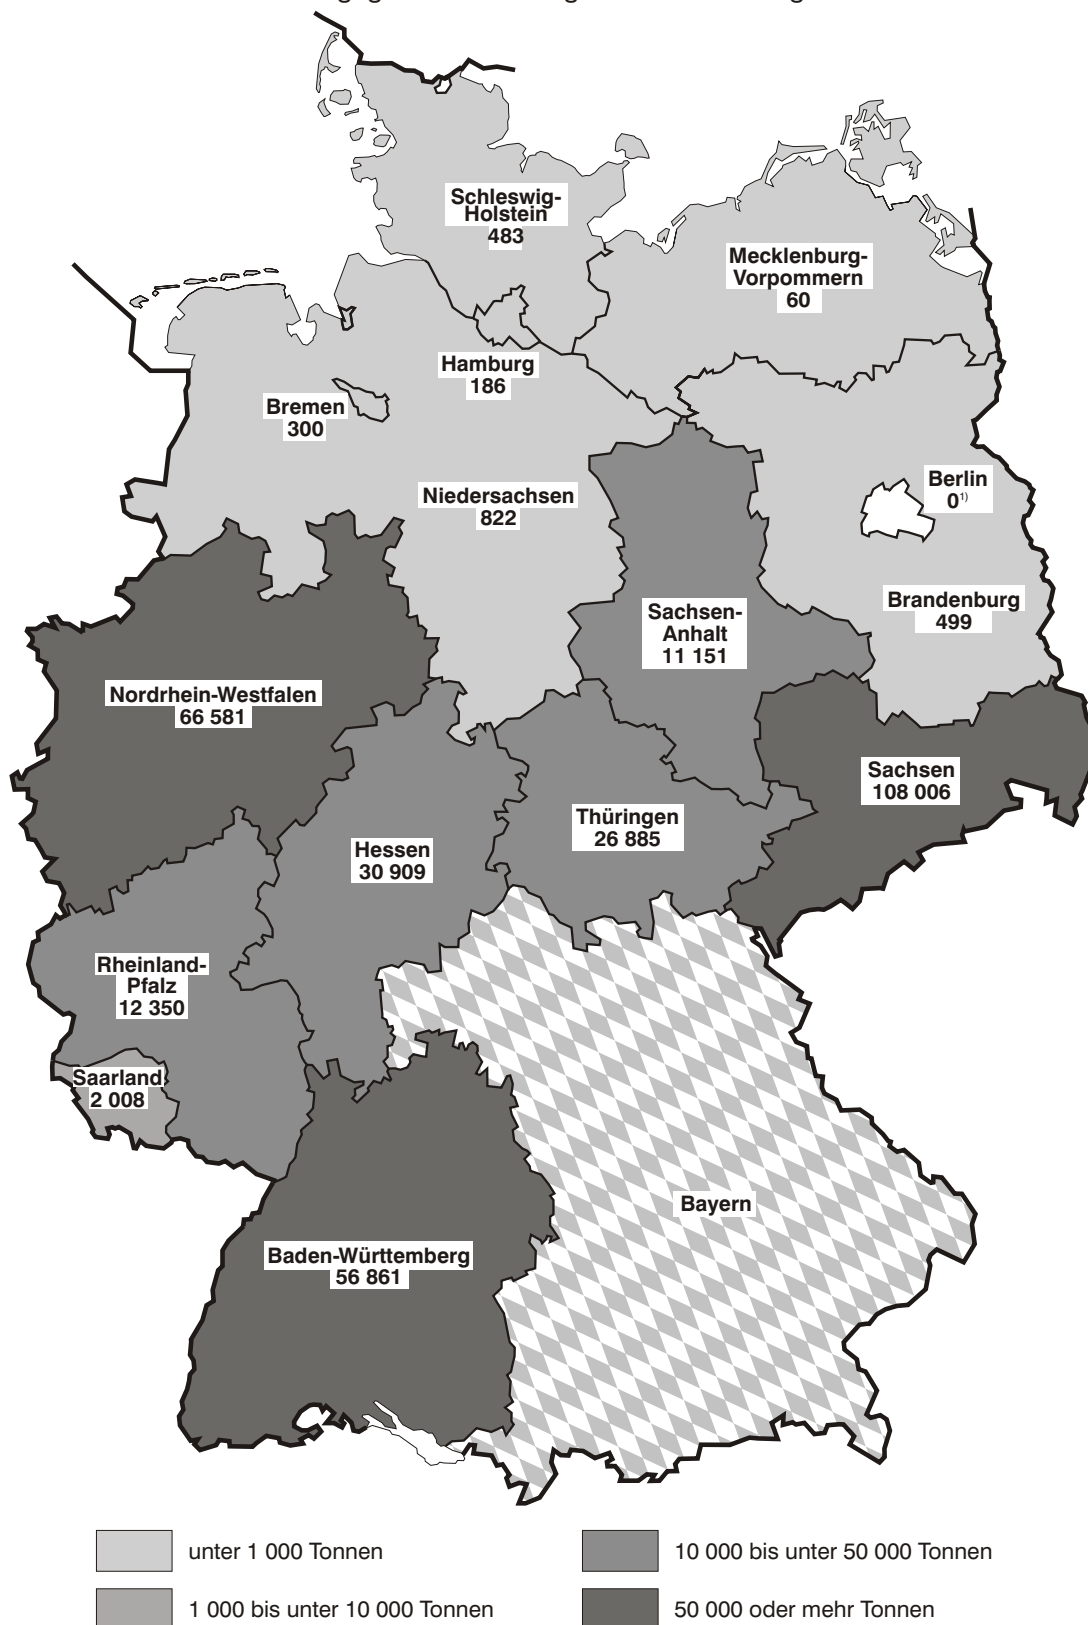 Schleswig-
Holstein
483
Mecklenburg-
Vorpommern
60
Hamburg
186
Bremen
300
Niedersachsen
822
Berlin
0¹⁾
Brandenburg
499
Sachsen-
Anhalt
11 151
Nordrhein-Westfalen
66 581
Sachsen
108 006
Thüringen
26 885
Hessen
30 909
Rheinland-
Pfalz
12 350
Saarland
2 008
Bayern
Baden-Württemberg
56 861
unter 1 000 Tonnen
1 000 bis unter 10 000 Tonnen
10 000 bis unter 50 000 Tonnen
50 000 oder mehr Tonnen